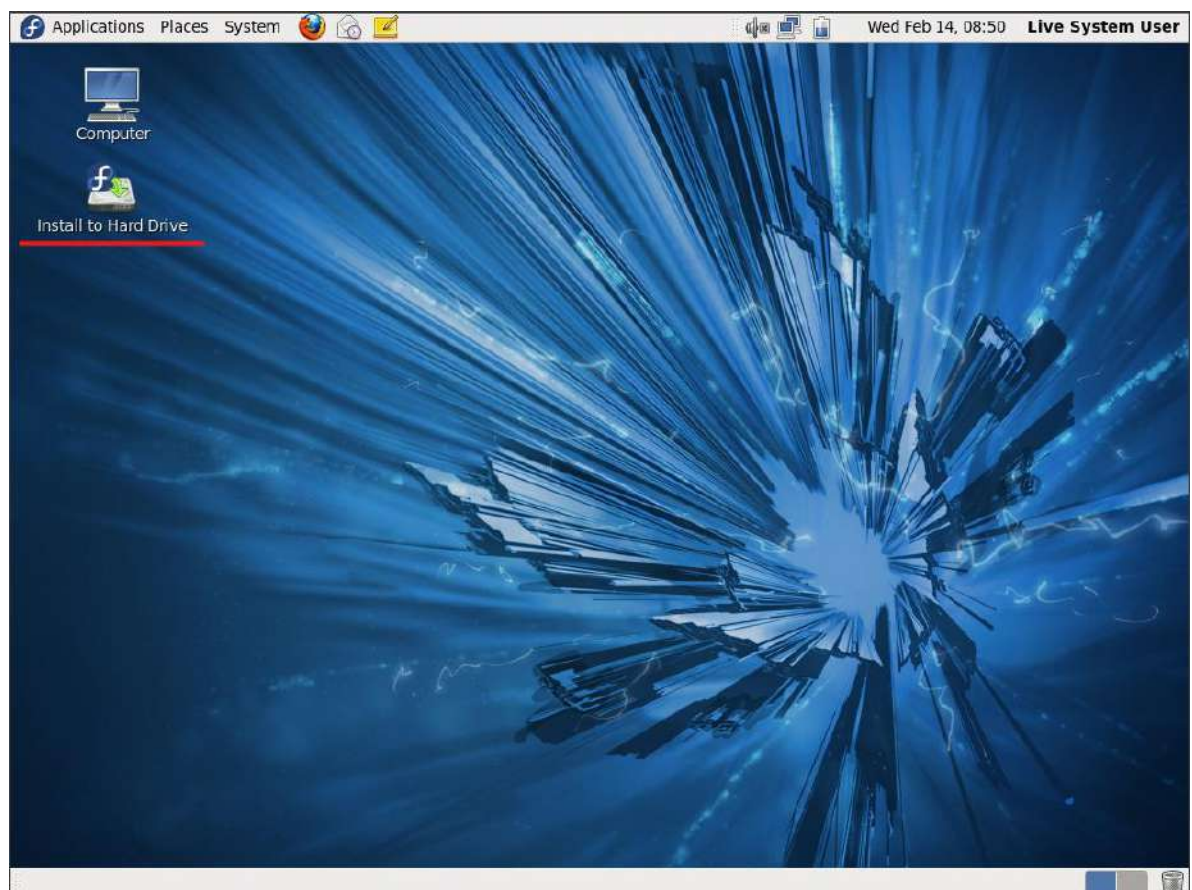 Applications Places System Wed Feb 14, 08:50 Live System User
Computer
Install to Hard Drive